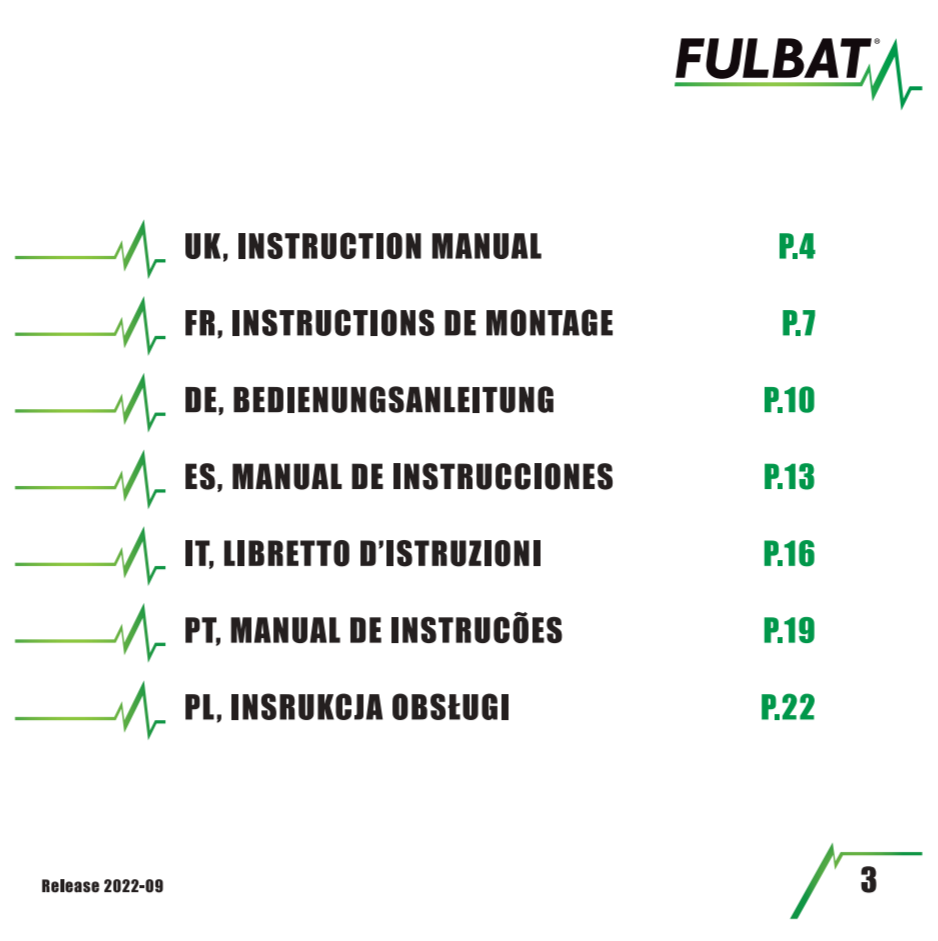 FULBAT®
UK, INSTRUCTION MANUAL P.4
FR, INSTRUCTIONS DE MONTAGE P.7
DE, BEDIENUNGSANLEITUNG P.10
ES, MANUAL DE INSTRUCCIONES P.13
IT, LIBRETTO D’ISTRUZIONI P.16
PT, MANUAL DE INSTRUCÕES P.19
PL, INSRUKCJA OBSŁUGI P.22
Release 2022-09
3